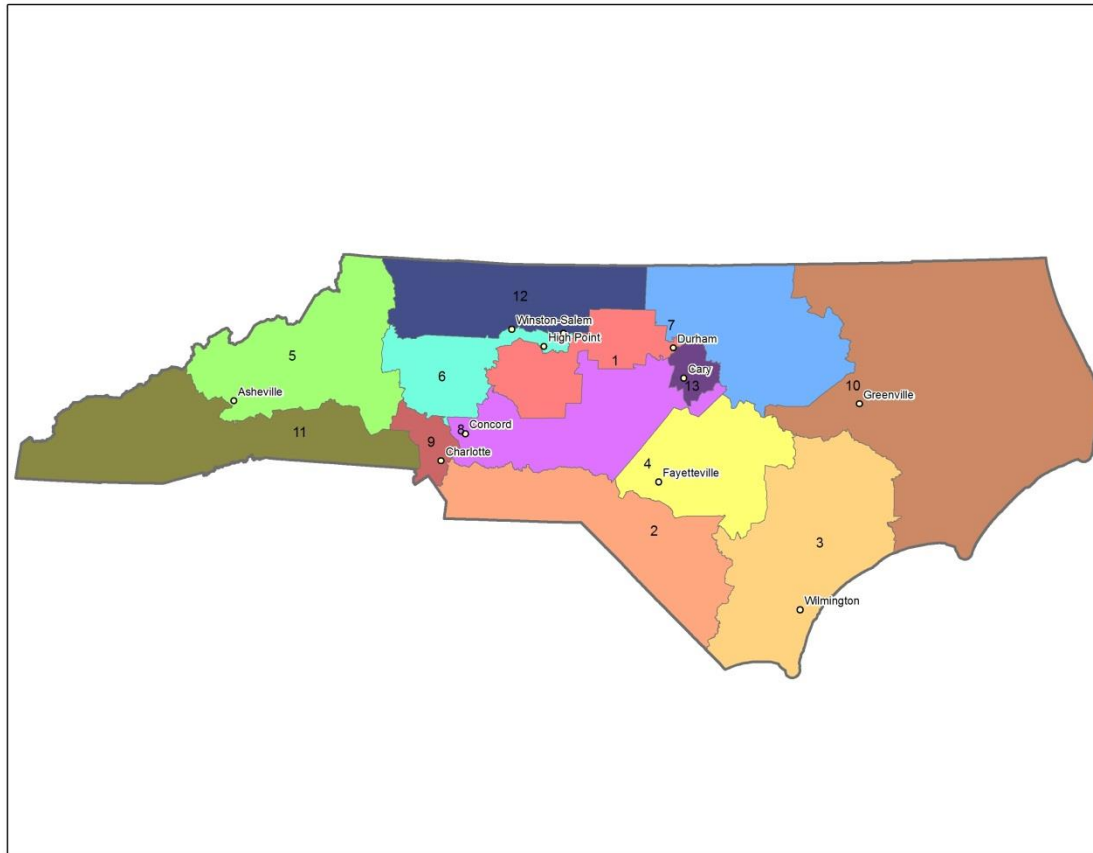 12
Winston-Salem
7
High Point
Durham
5
1
6
Cary
13
10
Asheville
Greenville
11
8
Concord
9
Charlotte
4
Fayetteville
2
3
Wilmington